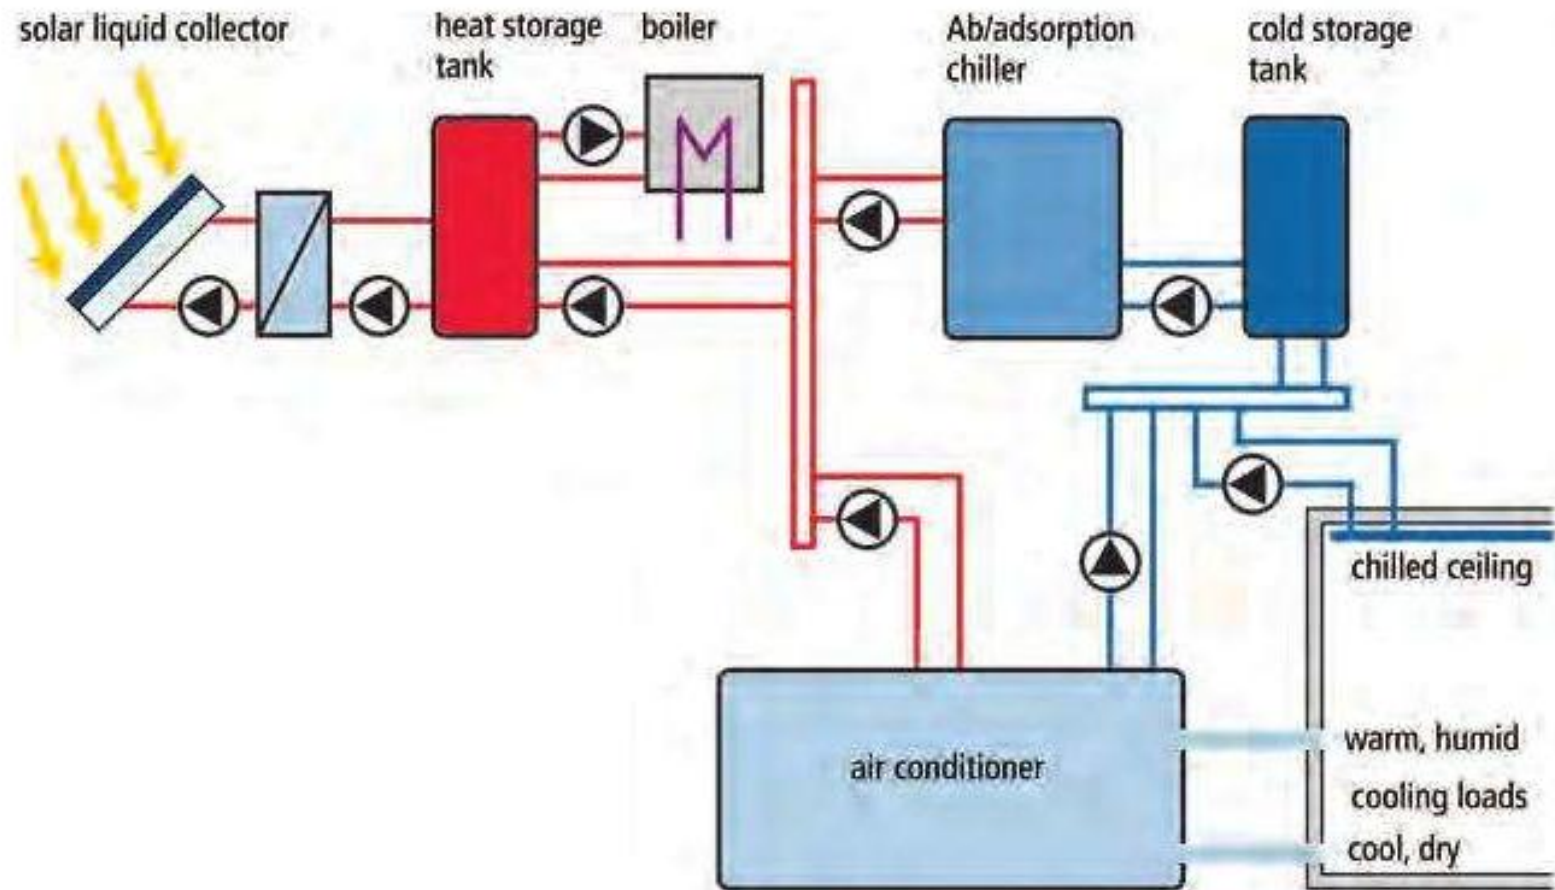 solar liquid collector
heat storage
tank
boiler
Ab/adsorption
chiller
cold storage
tank
chilled ceiling
air conditioner
warm, humid
cooling loads
cool, dry